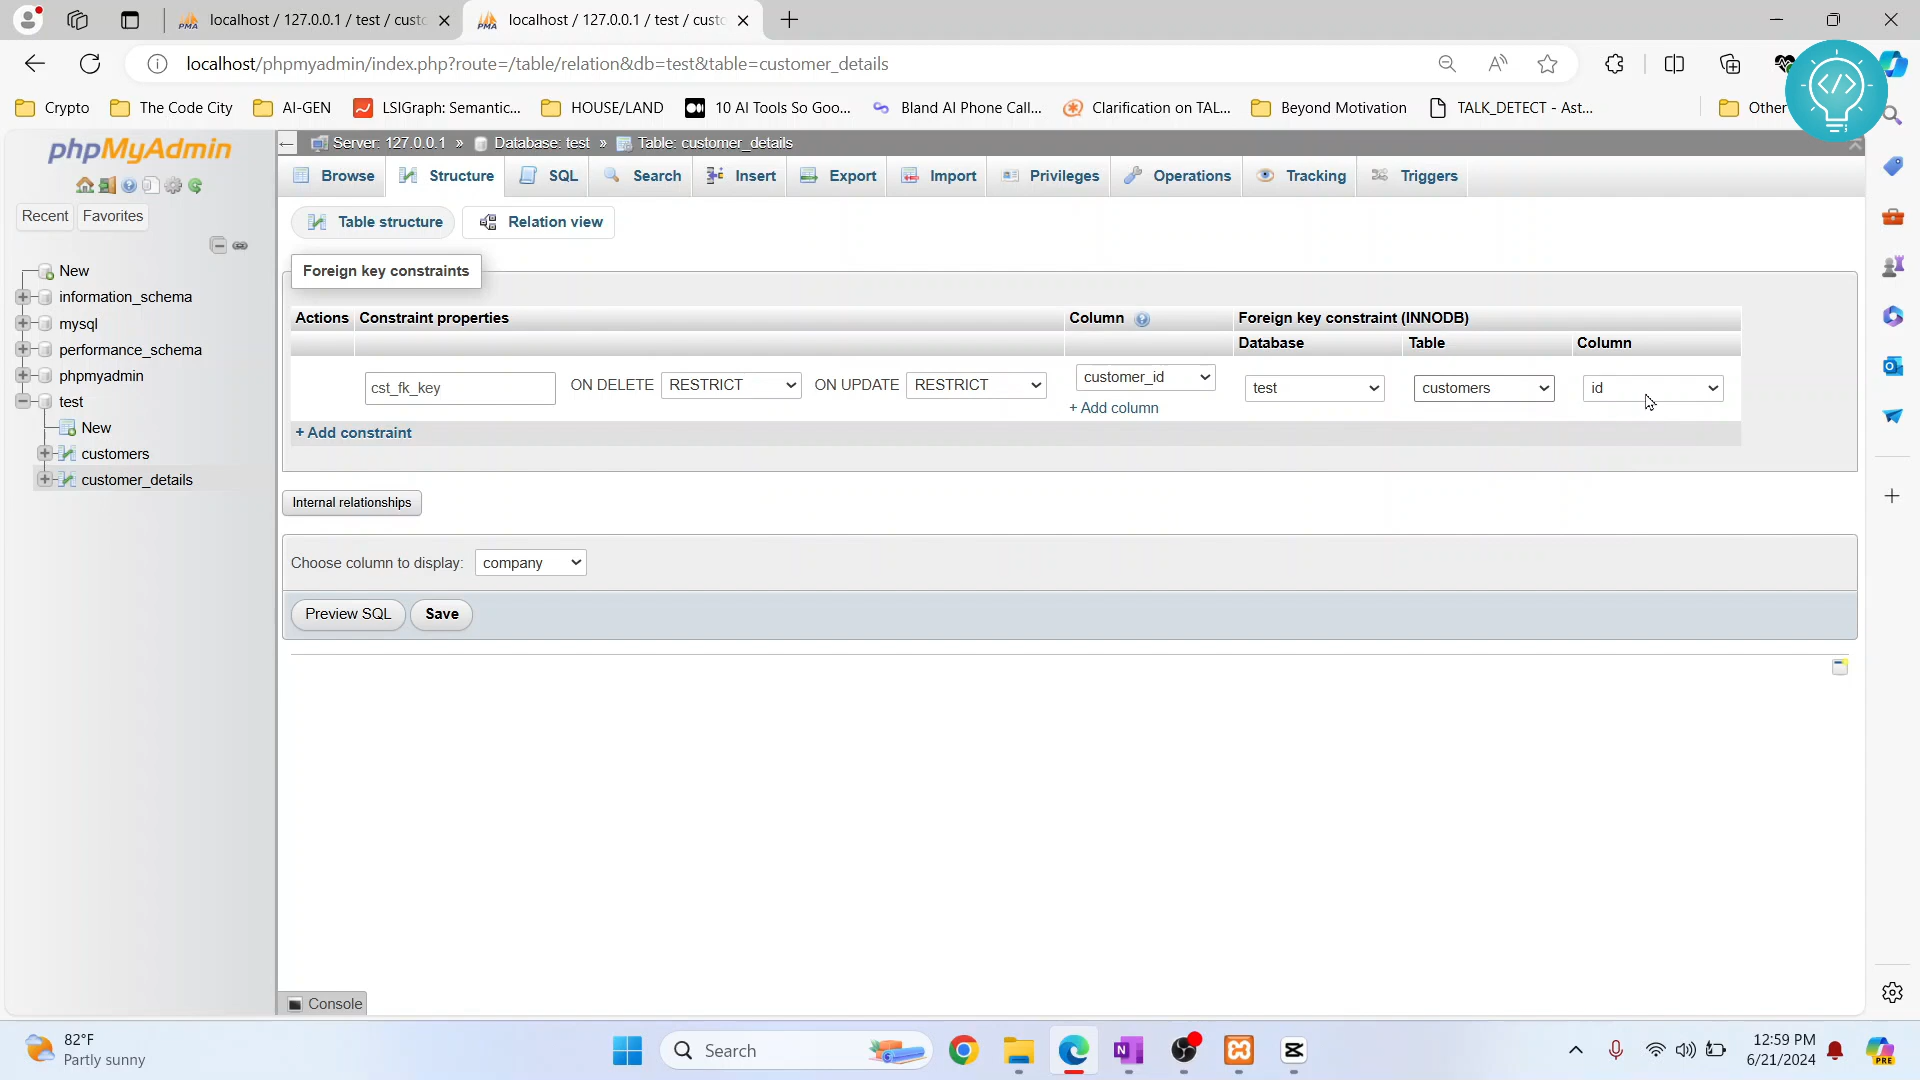 localhost / 127.0.0.1 / test / custo
localhost / 127.0.0.1 / test / custo
localhost/phpmyadmin/index.php?route=/table/relation&db=test&table=customer_details
Crypto
The Code City
AI-GEN
LSIGraph: Semantic...
HOUSE/LAND
10 AI Tools So Goo...
Bland AI Phone Call...
Clarification on TAL...
Beyond Motivation
TALK_DETECT - Ast...
Other
phpMyAdmin
Server: 127.0.0.1 » Database: test » Table: customer_details
Browse Structure SQL Search Insert Export Import Privileges Operations Tracking Triggers
Recent Favorites
Table structure Relation view
New
information_schema
mysql
performance_schema
phpmyadmin
test
New
customers
customer_details
Foreign key constraints
Actions Constraint properties Column Foreign key constraint (INNODB)
Database Table Column
cst_fk_key ON DELETE RESTRICT ON UPDATE RESTRICT customer_id test customers id
+ Add column
+ Add constraint
Internal relationships
Choose column to display: company
Preview SQL Save
Console
82°F
Partly sunny
Search
12:59 PM
6/21/2024
PRE